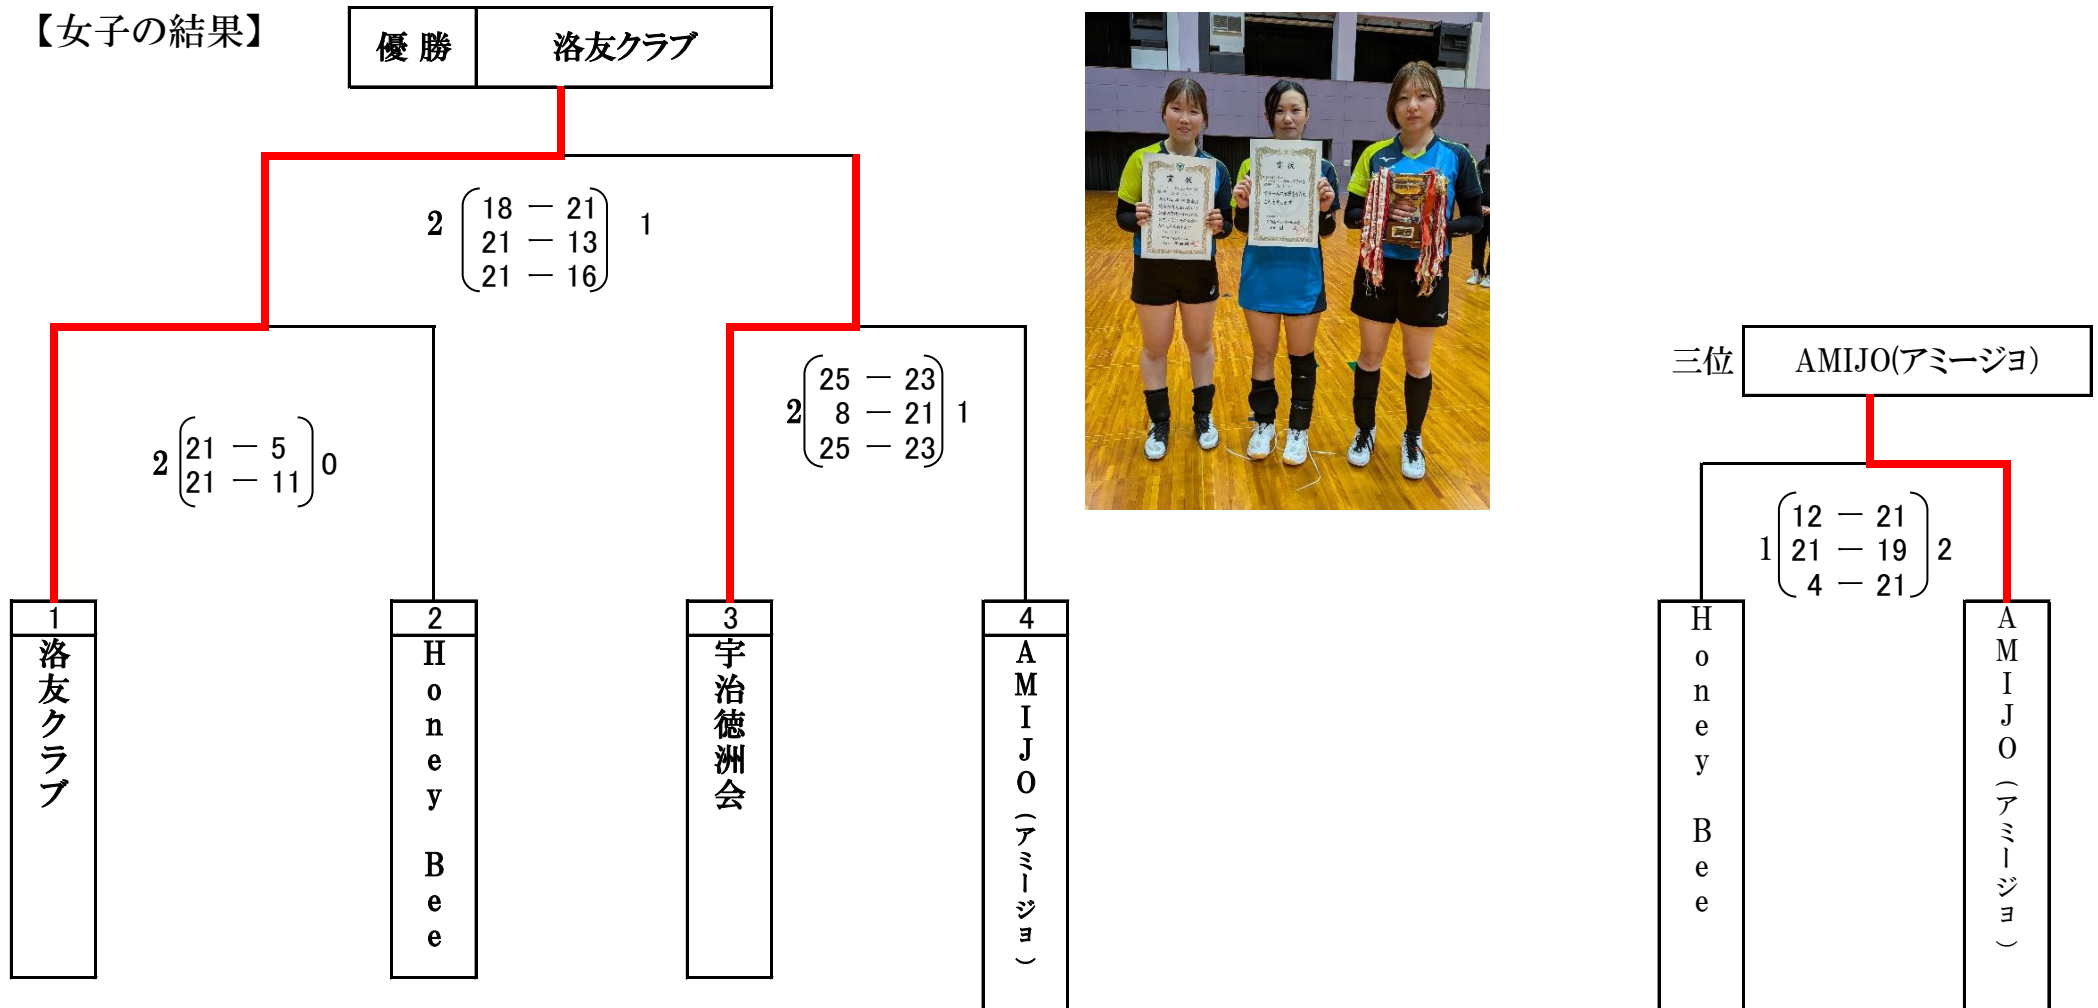 【女子の結果】
優 勝 洛友クラブ
2 18 － 21 1
21 － 13
21 － 16
賞 状
賞 状
三位 AMIJO(アミージョ)
2 25 － 23 1
8 － 21
25 － 23
2 21 － 5 0
21 － 11
1 12 － 21 2
21 － 19
4 － 21
1
洛友クラブ
2
Honey Bee
3
宇治徳洲会
4
AMIJO（アミージョ）
Honey Bee
AMIJO（アミージョ）